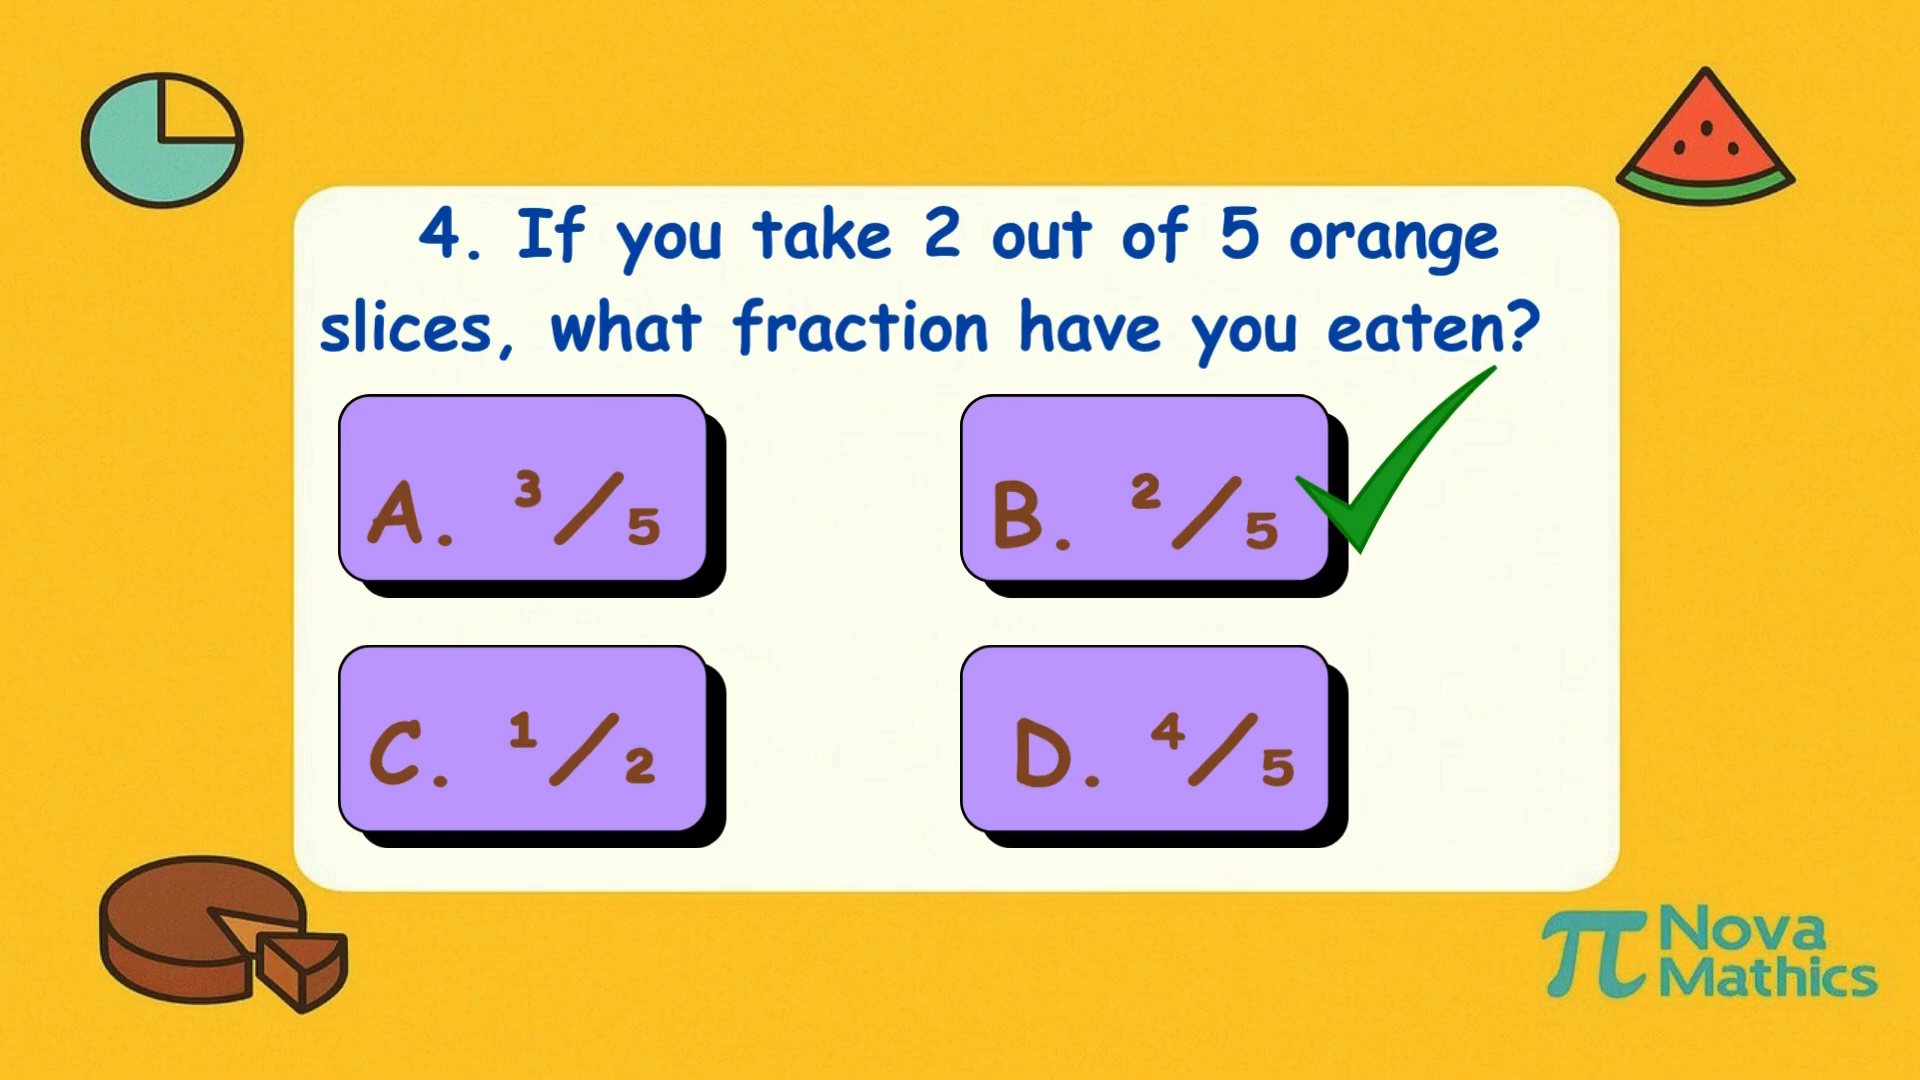 4. If you take 2 out of 5 orange
slices, what fraction have you eaten?
A. ³/₅
B. ²/₅
C. ¹/₂
D. ⁴/₅
π Nova
Mathics